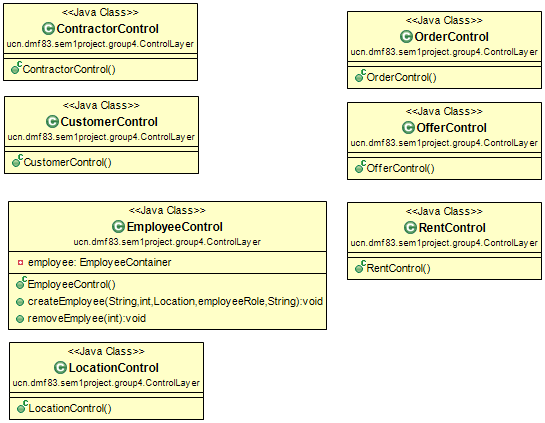 <<Java Class>>
ContractorControl
ucn.dmf83.sem1project.group4.ControlLayer
ContractorControl()
<<Java Class>>
OrderControl
ucn.dmf83.sem1project.group4.ControlLayer
OrderControl()
<<Java Class>>
CustomerControl
ucn.dmf83.sem1project.group4.ControlLayer
CustomerControl()
<<Java Class>>
OfferControl
ucn.dmf83.sem1project.group4.ControlLayer
OfferControl()
<<Java Class>>
EmployeeControl
ucn.dmf83.sem1project.group4.ControlLayer
employee: EmployeeContainer
EmployeeControl()
createEmployee(String,int,Location,employeeRole,String):void
removeEmplyee(int):void
<<Java Class>>
RentControl
ucn.dmf83.sem1project.group4.ControlLayer
RentControl()
<<Java Class>>
LocationControl
ucn.dmf83.sem1project.group4.ControlLayer
LocationControl()